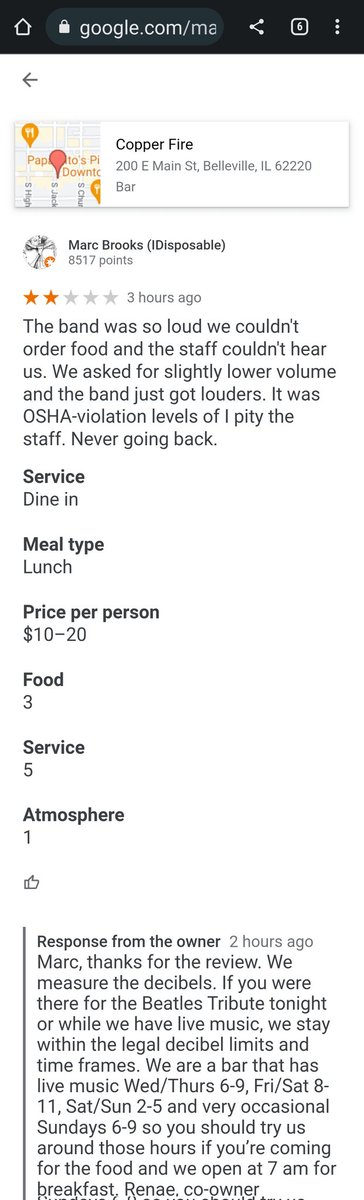 google.com/ma
6
Copper Fire
200 E Main St, Belleville, IL 62220
Bar
Downto
S High
S Jack
S Chur
Marc Brooks (IDisposable)
8517 points
3 hours ago
The band was so loud we couldn't
order food and the staff couldn't hear
us. We asked for slightly lower volume
and the band just got louders. It was
OSHA-violation levels of I pity the
staff. Never going back.
Service
Dine in
Meal type
Lunch
Price per person
$10–20
Food
3
Service
5
Atmosphere
1
Response from the owner 2 hours ago
Marc, thanks for the review. We
measure the decibels. If you were
there for the Beatles Tribute tonight
or while we have live music, we stay
within the legal decibel limits and
time frames. We are a bar that has
live music Wed/Thurs 6-9, Fri/Sat 8-
11, Sat/Sun 2-5 and very occasional
Sundays 6-9 so you should try us
around those hours if you’re coming
for the food and we open at 7 am for
breakfast. Renae, co-owner